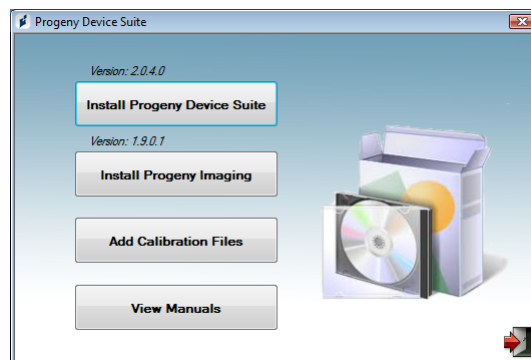 Progeny Device Suite
Version: 2.0.4.0
Install Progeny Device Suite
Version: 1.9.0.1
Install Progeny Imaging
Add Calibration Files
View Manuals